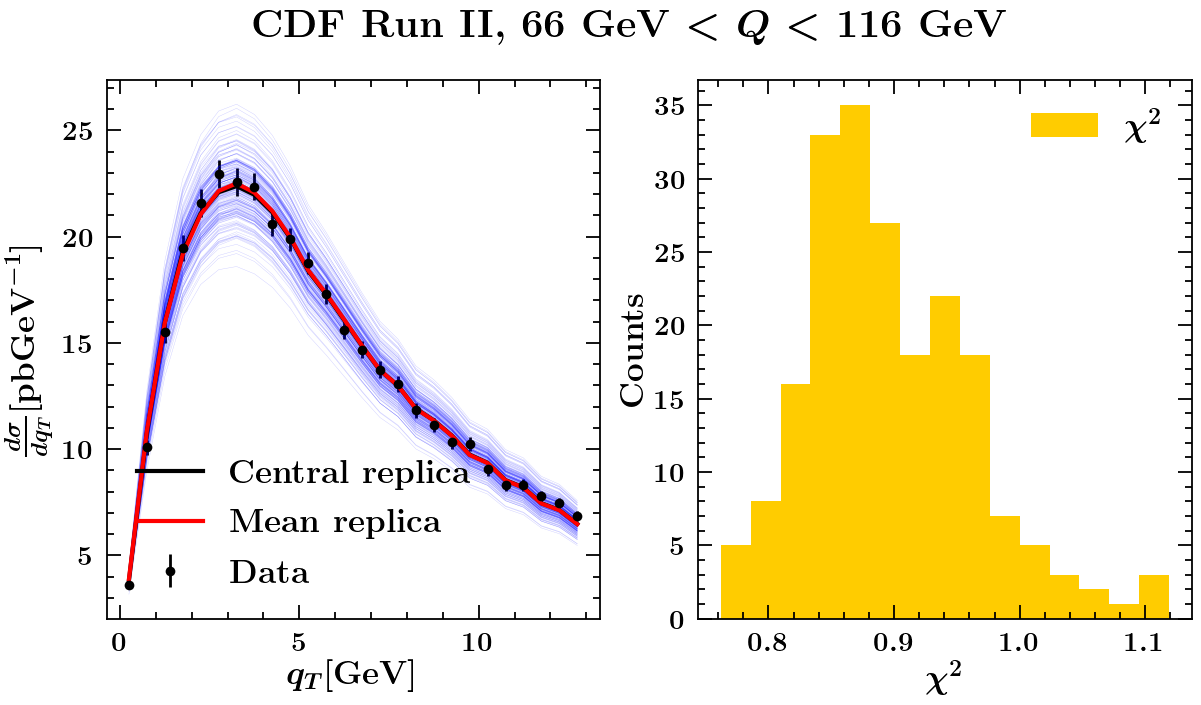 CDF Run II, 66 GeV < Q < 116 GeV
25
20
15
10
5
dσ/dq_T [pbGeV⁻¹]
Central replica
Mean replica
Data
0 5 10
q_T[GeV]
35
30
25
20
15
10
5
0
Counts
χ²
0.8 0.9 1.0 1.1
χ²